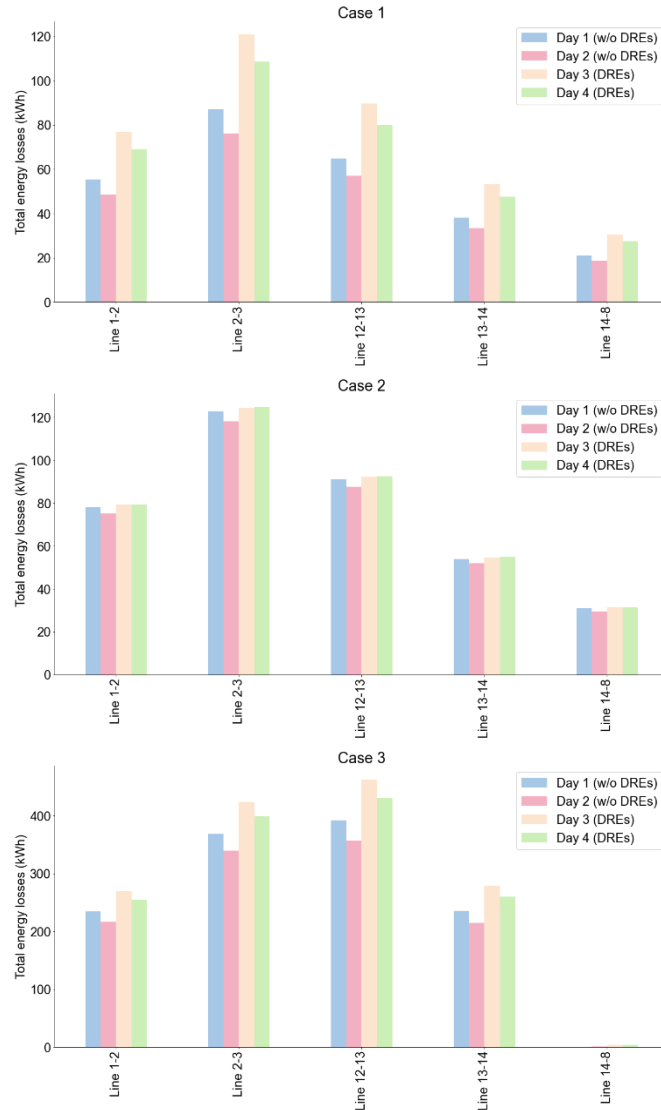 Case 1
Total energy losses (kWh)
120
100
80
60
40
20
0
Day 1 (w/o DREs)
Day 2 (w/o DREs)
Day 3 (DREs)
Day 4 (DREs)
Line 1-2
Line 2-3
Line 12-13
Line 13-14
Line 14-8
Case 2
Total energy losses (kWh)
120
100
80
60
40
20
0
Day 1 (w/o DREs)
Day 2 (w/o DREs)
Day 3 (DREs)
Day 4 (DREs)
Line 1-2
Line 2-3
Line 12-13
Line 13-14
Line 14-8
Case 3
Total energy losses (kWh)
400
300
200
100
0
Day 1 (w/o DREs)
Day 2 (w/o DREs)
Day 3 (DREs)
Day 4 (DREs)
Line 1-2
Line 2-3
Line 12-13
Line 13-14
Line 14-8